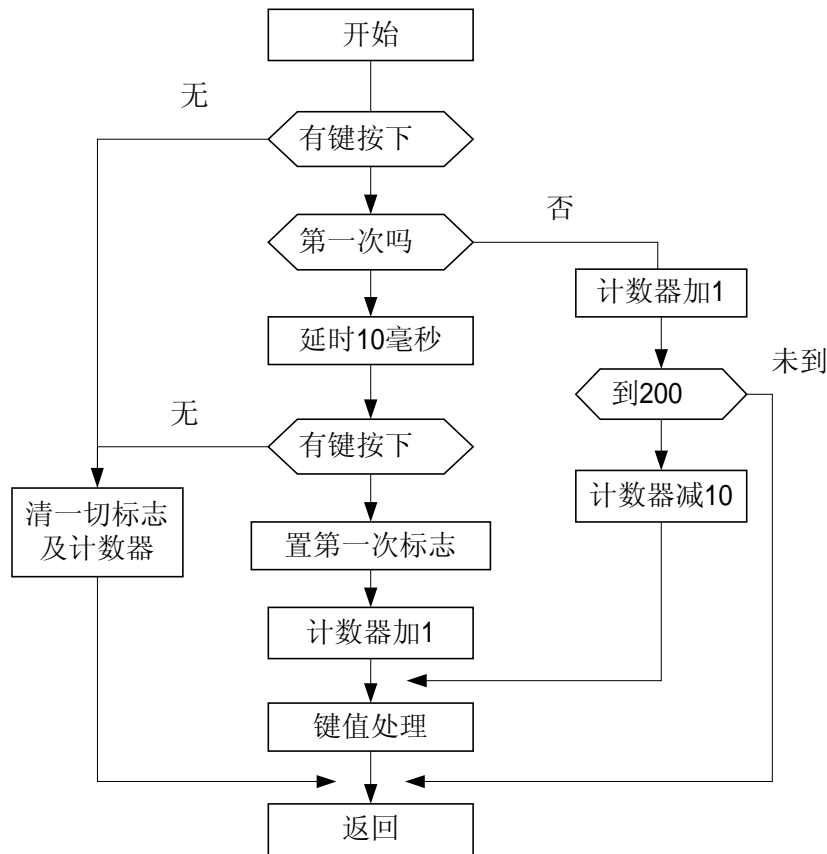 开始
无
有键按下
第一次吗
否
计数器加1
延时10毫秒
到200
未到
无
有键按下
计数器减10
清一切标志
及计数器
置第一次标志
计数器加1
键值处理
返回